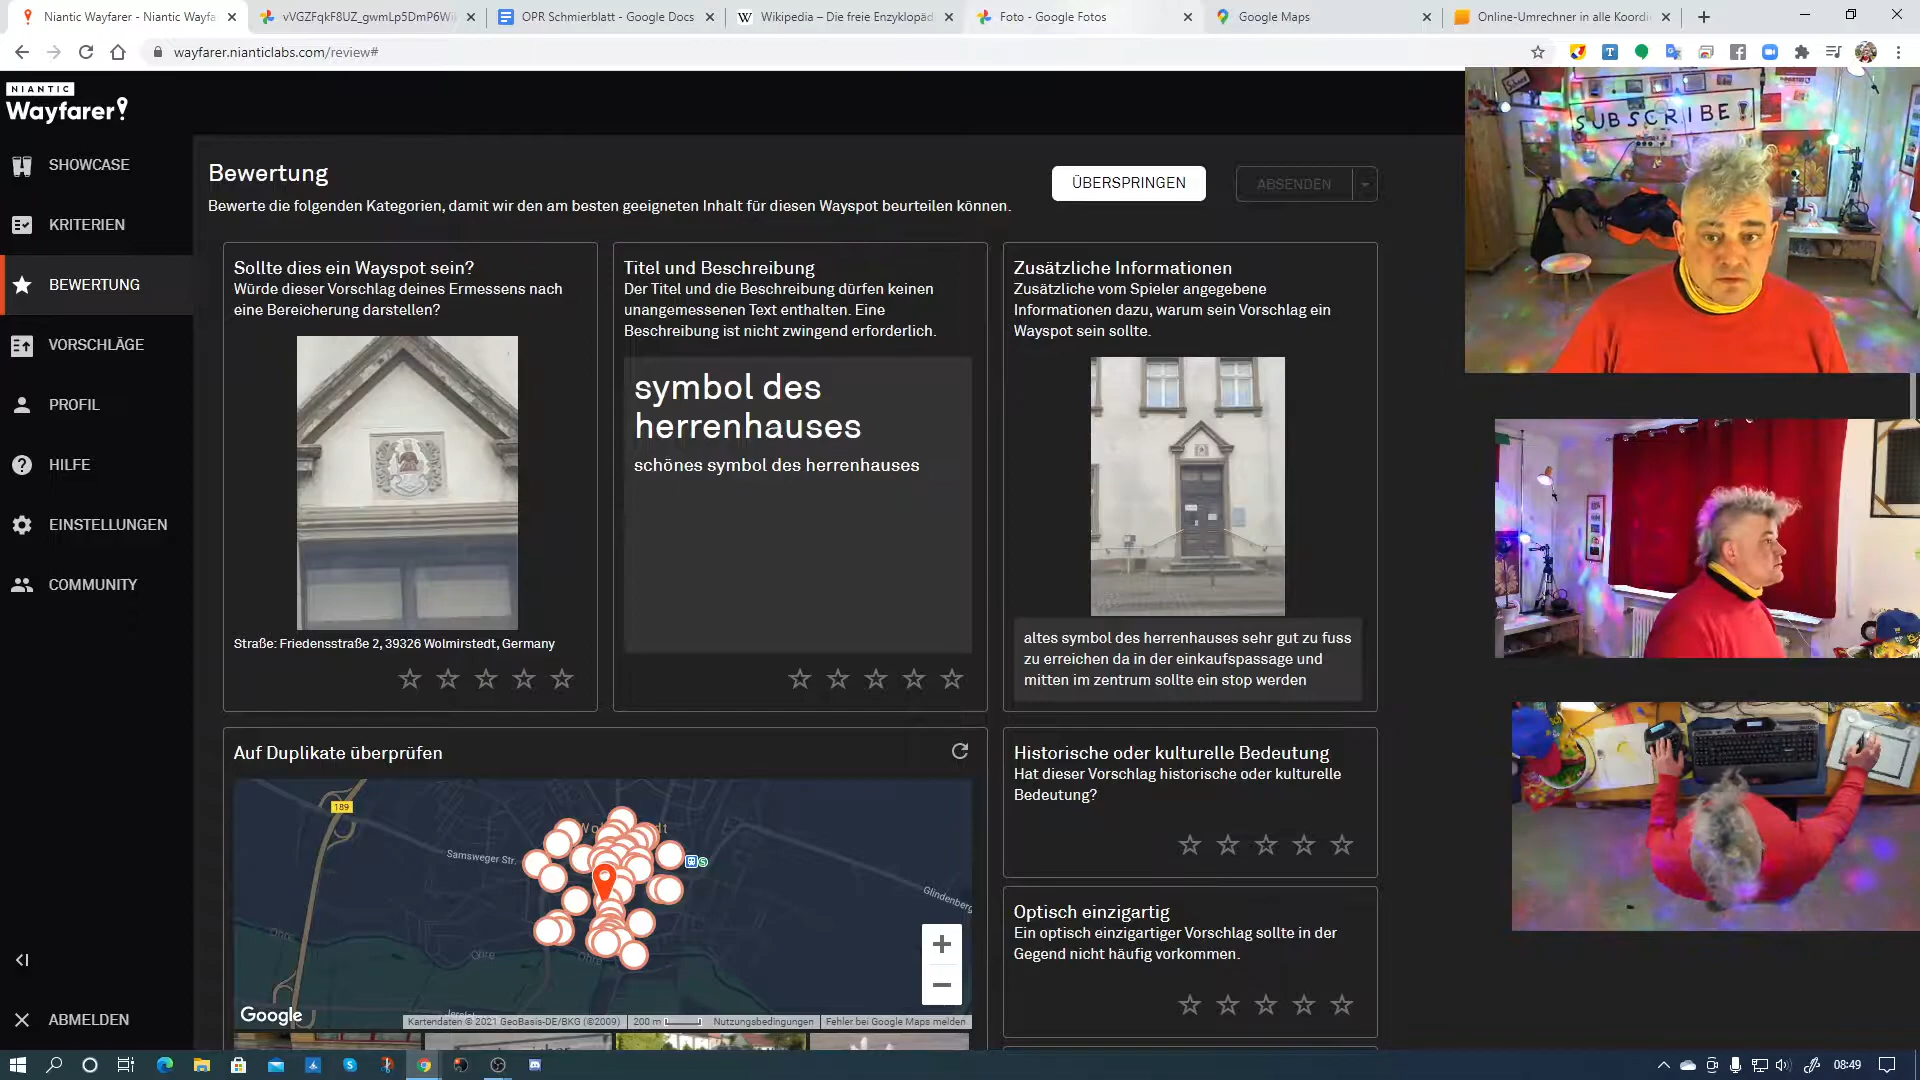 Niantic Wayfarer - Niantic Wayfa
vVGZFqkF8UZ_gwmLp5DmP6Wi
OPR Schmierblatt - Google Docs
Wikipedia – Die freie Enzyklopäd
Foto - Google Fotos
Google Maps
Online-Umrechner in alle Koordi
wayfarer.nianticlabs.com/review#
NIANTIC
Wayfarer
SUBSCRIBE!
SHOWCASE
KRITERIEN
BEWERTUNG
VORSCHLÄGE
PROFIL
HILFE
EINSTELLUNGEN
COMMUNITY
ABMELDEN
Bewertung
Bewerte die folgenden Kategorien, damit wir den am besten geeigneten Inhalt für diesen Wayspot beurteilen können.
ÜBERSPRINGEN
ABSENDEN
Sollte dies ein Wayspot sein?
Würde dieser Vorschlag deines Ermessens nach
eine Bereicherung darstellen?
Straße: Friedensstraße 2, 39326 Wolmirstedt, Germany
Titel und Beschreibung
Der Titel und die Beschreibung dürfen keinen
unangemessenen Text enthalten. Eine
Beschreibung ist nicht zwingend erforderlich.
symbol des
herrenhauses
schönes symbol des herrenhauses
Zusätzliche Informationen
Zusätzliche vom Spieler angegebene
Informationen dazu, warum sein Vorschlag ein
Wayspot sein sollte.
altes symbol des herrenhauses sehr gut zu fuss
zu erreichen da in der einkaufspassage und
mitten im zentrum sollte ein stop werden
Auf Duplikate überprüfen
189
Samsweger Str.
Glindenberg
Ohre
Ohre
Google
Kartendaten © 2021 GeoBasis-DE/BKG (©2009)
200 m
Nutzungsbedingungen
Fehler bei Google Maps melden
Historische oder kulturelle Bedeutung
Hat dieser Vorschlag historische oder kulturelle
Bedeutung?
Optisch einzigartig
Ein optisch einzigartiger Vorschlag sollte in der
Gegend nicht häufig vorkommen.
08:49